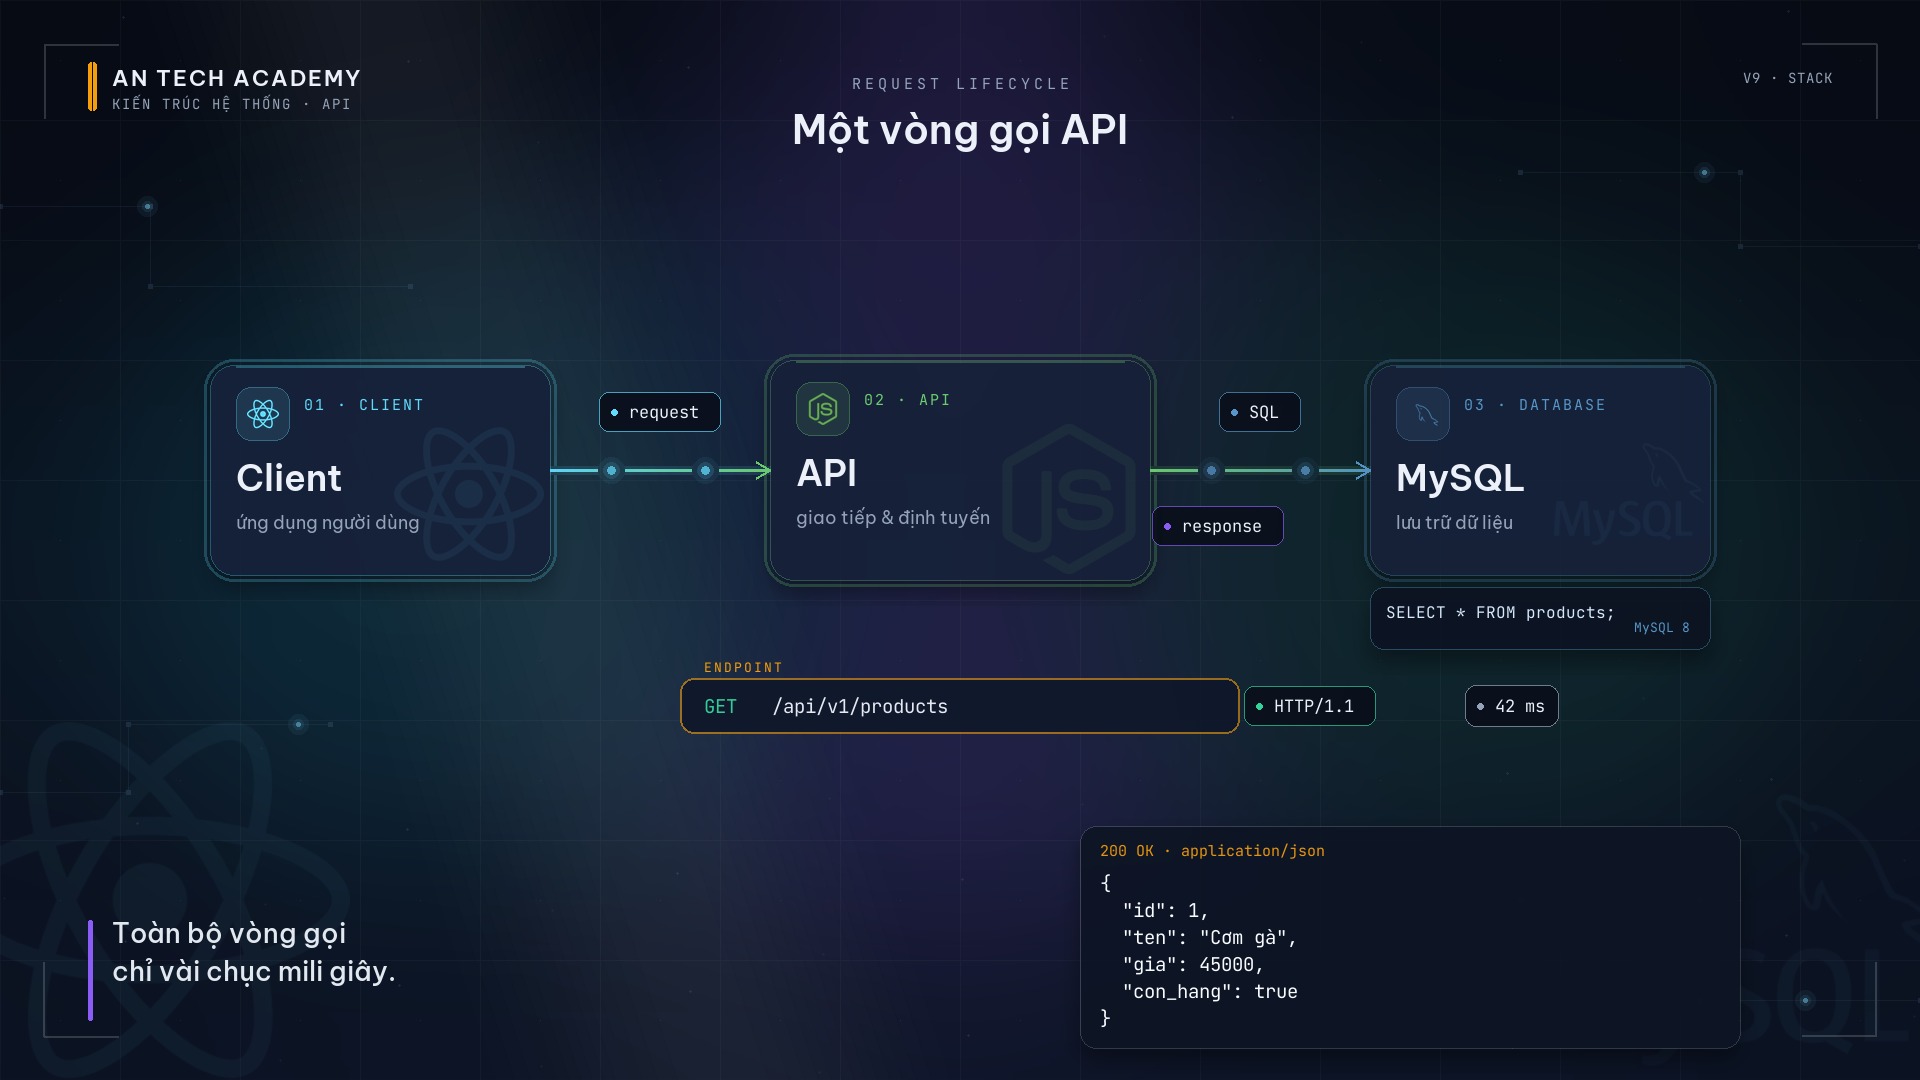 AN TECH ACADEMY
KIẾN TRÚC HỆ THỐNG · API
REQUEST LIFECYCLE
Một vòng gọi API
V9 · STACK
01 · CLIENT
Client
ứng dụng người dùng
request
02 · API
API
giao tiếp & định tuyến
SQL
response
03 · DATABASE
MySQL
lưu trữ dữ liệu
MySQL
SELECT * FROM products;
MySQL 8
ENDPOINT
GET /api/v1/products
HTTP/1.1
42 ms
200 OK · application/json
{
"id": 1,
"ten": "Cơm gà",
"gia": 45000,
"con_hang": true
}
Toàn bộ vòng gọi
chỉ vài chục mili giây.